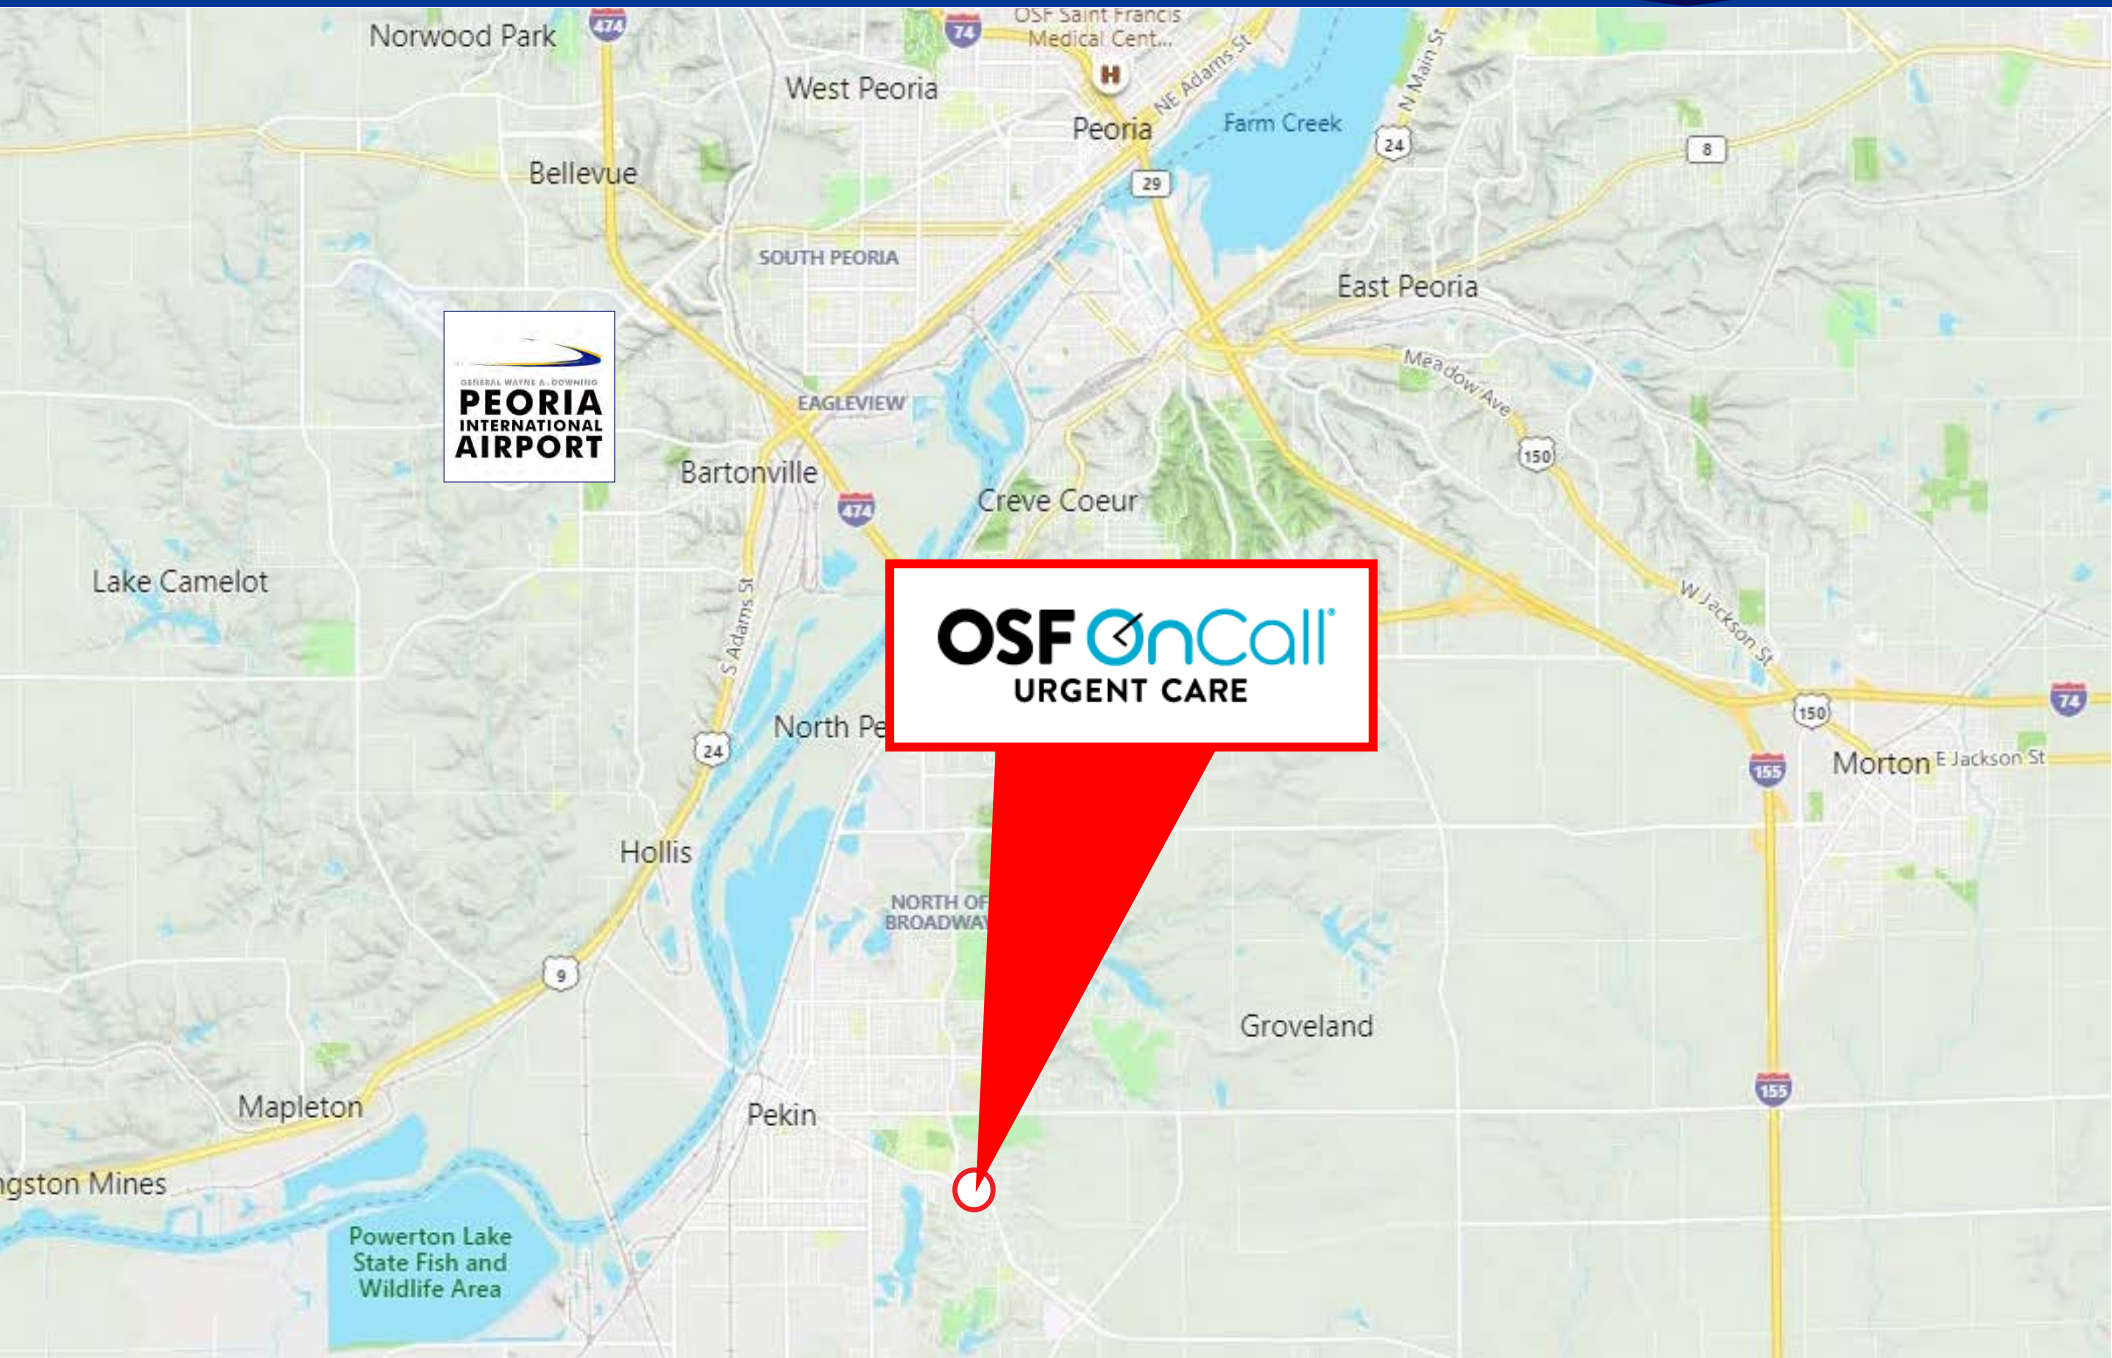 OSF Saint Francis
Medical Cent...
Norwood Park
474
74
H
West Peoria
NE Adams St
N Main St
Peoria
Farm Creek
24
8
Bellevue
29
SOUTH PEORIA
East Peoria
GENERAL WAYNE A. DOWNING
PEORIA
INTERNATIONAL
AIRPORT
Meadow Ave
EAGLEVIEW
150
Bartonville
474
Creve Coeur
Lake Camelot
S Adams St
W Jackson St
OSF OnCall®
URGENT CARE
74
150
North Pe
24
155
Morton
E Jackson St
Hollis
NORTH OF
BROADWAY
9
Groveland
155
Mapleton
Pekin
ngston Mines
Powerton Lake
State Fish and
Wildlife Area